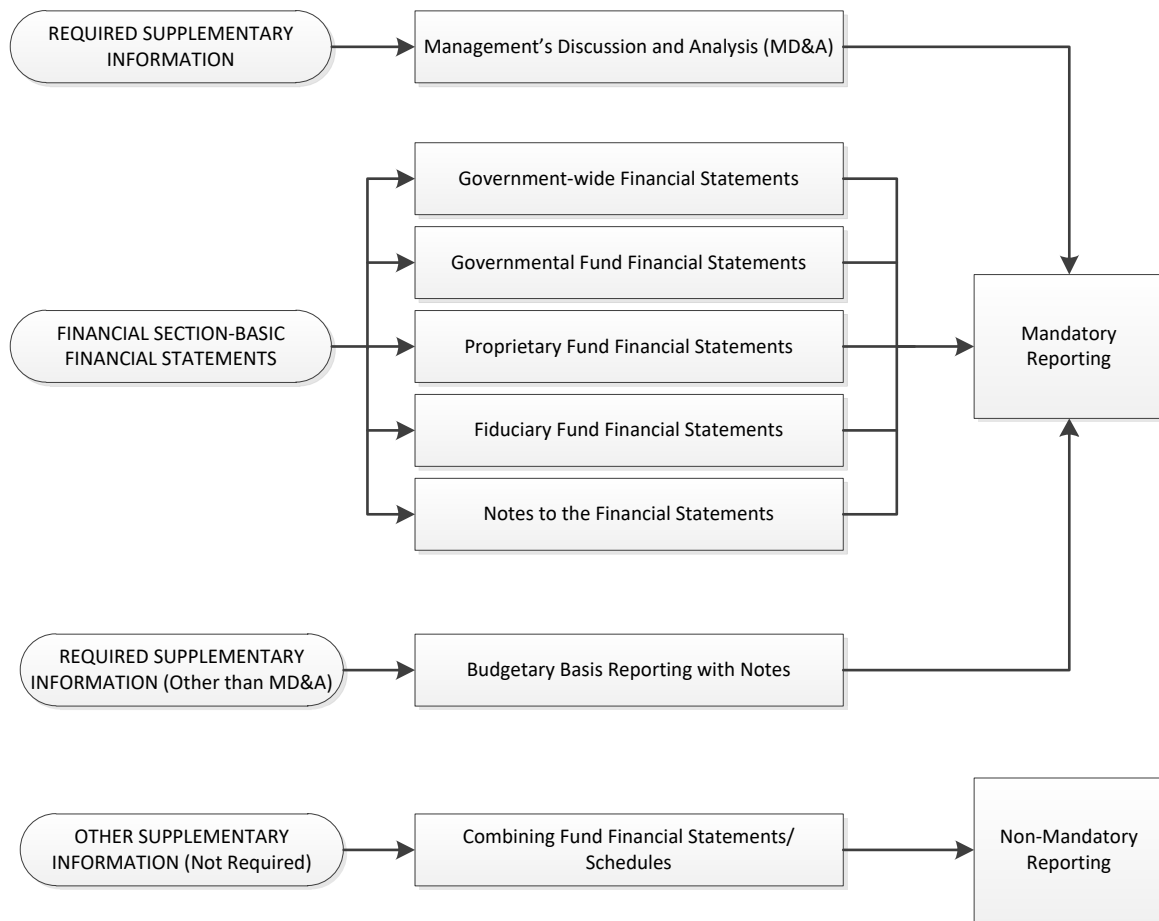 REQUIRED SUPPLEMENTARY
INFORMATION
Management’s Discussion and Analysis (MD&A)
Government-wide Financial Statements
Governmental Fund Financial Statements
FINANCIAL SECTION-BASIC
FINANCIAL STATEMENTS
Proprietary Fund Financial Statements
Mandatory
Reporting
Fiduciary Fund Financial Statements
Notes to the Financial Statements
REQUIRED SUPPLEMENTARY
INFORMATION (Other than MD&A)
Budgetary Basis Reporting with Notes
OTHER SUPPLEMENTARY
INFORMATION (Not Required)
Combining Fund Financial Statements/
Schedules
Non-Mandatory
Reporting